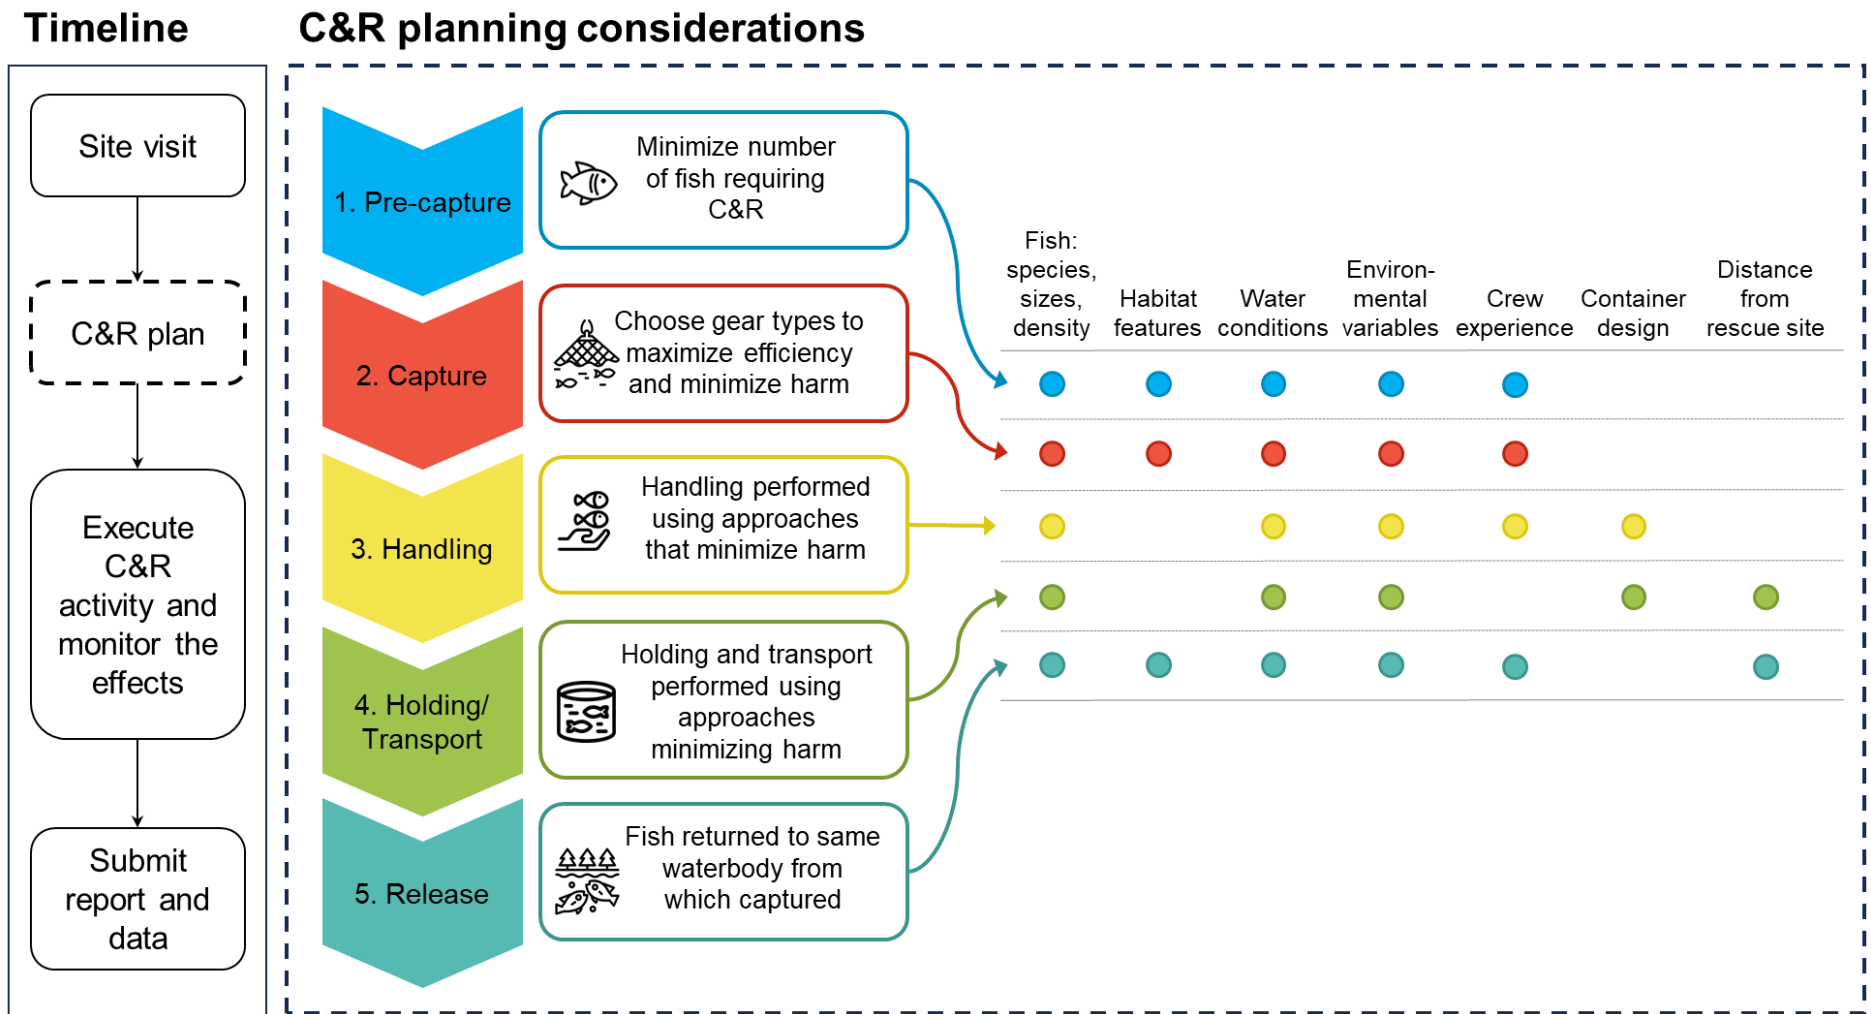 Timeline
Site visit
C&R plan
Execute
C&R
activity and
monitor the
effects
Submit
report and
data
C&R planning considerations
1. Pre-capture
Minimize number
of fish requiring
C&R
2. Capture
Choose gear types to
maximize efficiency
and minimize harm
3. Handling
Handling performed
using approaches
that minimize harm
4. Holding/
Transport
Holding and transport
performed using
approaches
minimizing harm
5. Release
Fish returned to same
waterbody from
which captured
Fish:
species,
sizes,
density
Habitat
features
Water
conditions
Environ-
mental
variables
Crew
experience
Container
design
Distance
from
rescue site